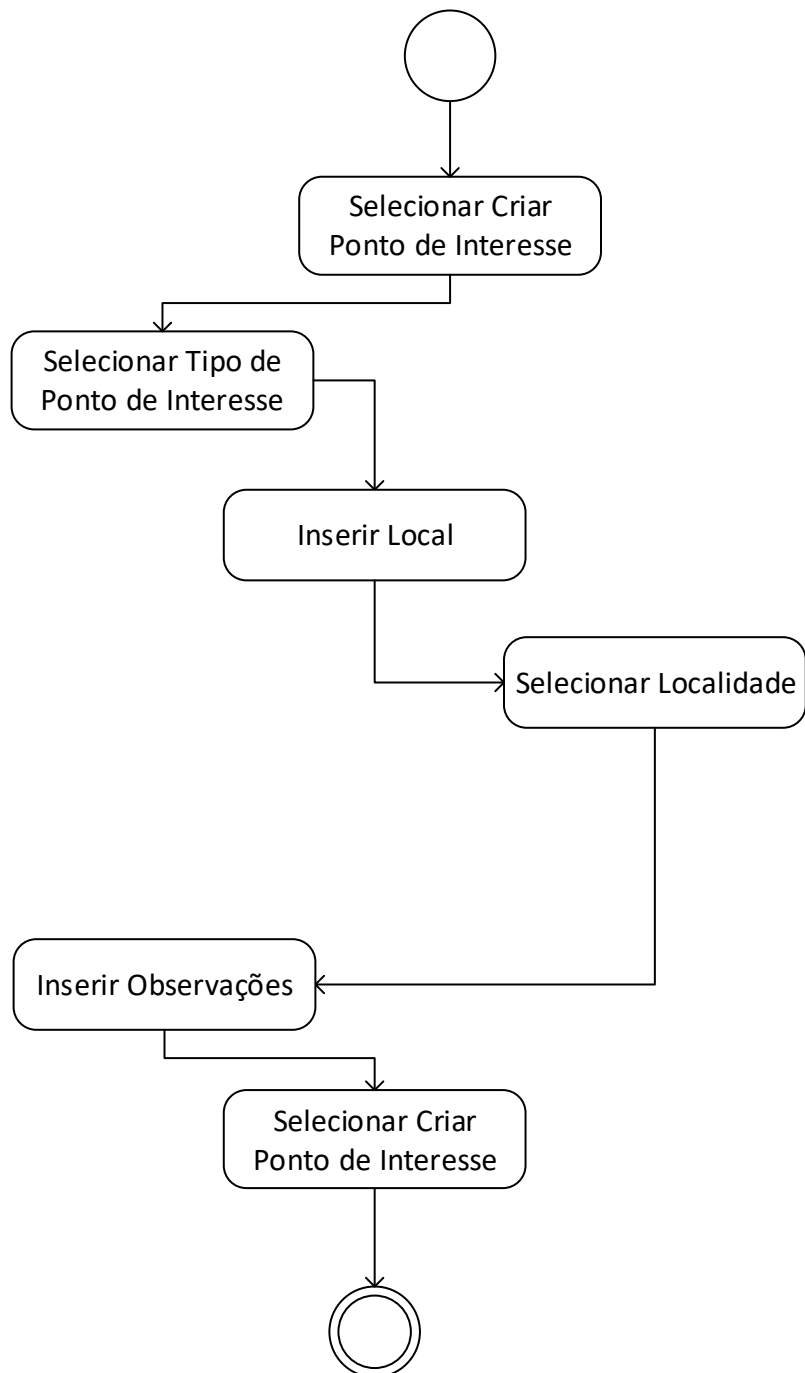 Selecionar Criar
Ponto de Interesse
Selecionar Tipo de
Ponto de Interesse
Inserir Local
Selecionar Localidade
Inserir Observações
Selecionar Criar
Ponto de Interesse